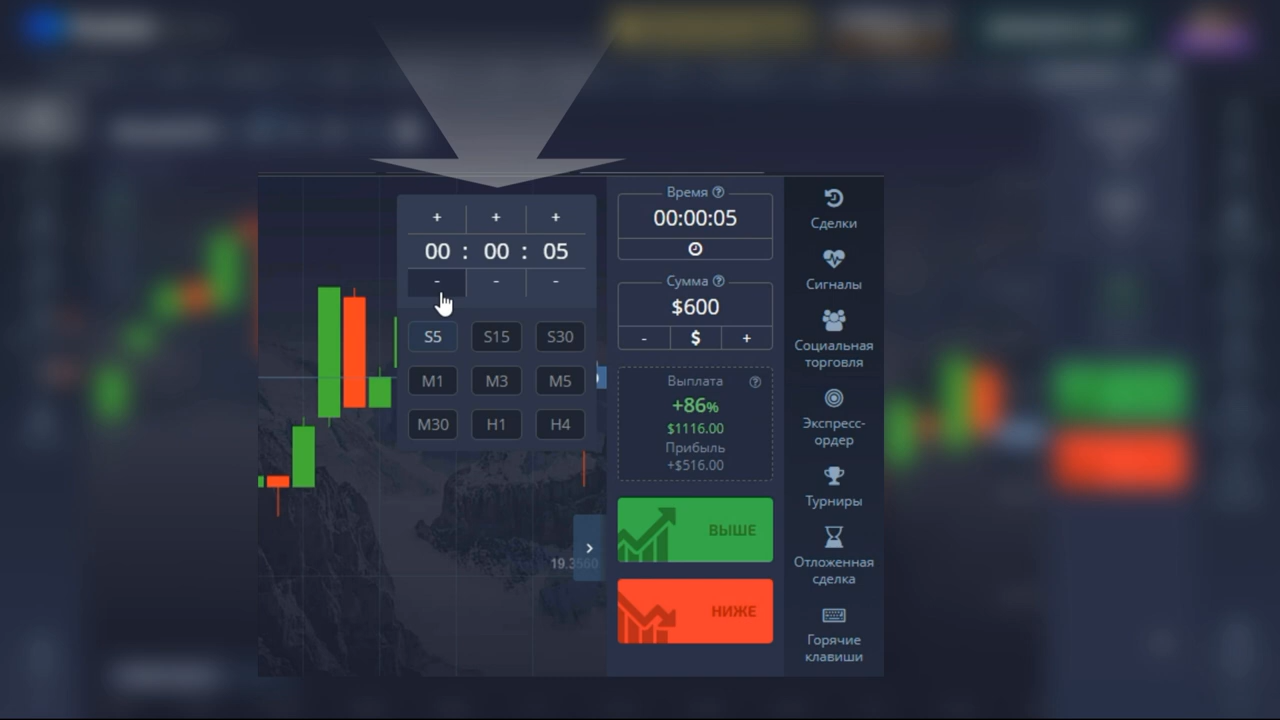 + + +
00 : 00 : 05
- - -
S5 S15 S30
M1 M3 M5
M30 H1 H4
19.3560
Время
00:00:05
Сумма
$600
- $ +
Выплата
+86%
$1116.00
Прибыль
+$516.00
ВЫШЕ
НИЖЕ
Сделки
Сигналы
Социальная
торговля
Экспресс-
ордер
Турниры
Отложенная
сделка
Горячие
клавиши